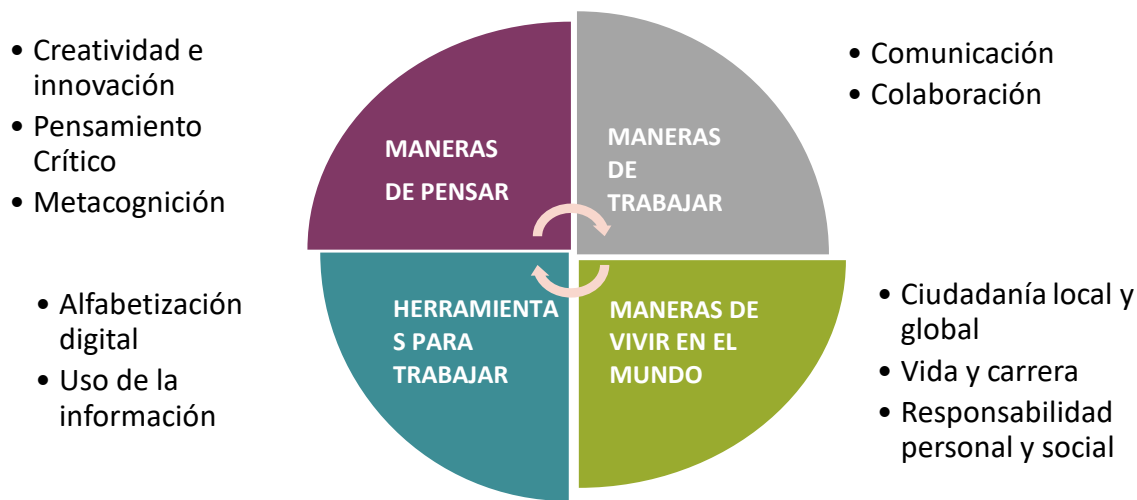 • Creatividad e
innovación
• Pensamiento
Crítico
• Metacognición
MANERAS
DE PENSAR
MANERAS
DE
TRABAJAR
• Comunicación
• Colaboración
• Alfabetización
digital
• Uso de la
información
HERRAMIENTA
S PARA
TRABAJAR
MANERAS DE
VIVIR EN EL
MUNDO
• Ciudadanía local y
global
• Vida y carrera
• Responsabilidad
personal y social